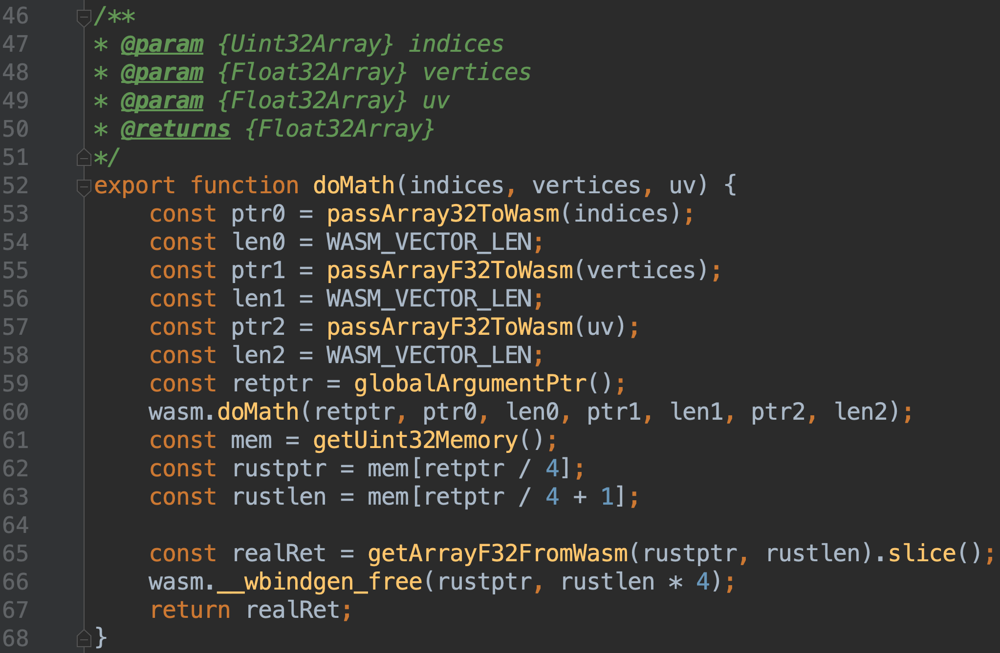 46 /**
47 * @param {Uint32Array} indices
48 * @param {Float32Array} vertices
49 * @param {Float32Array} uv
50 * @returns {Float32Array}
51 */
52 export function doMath(indices, vertices, uv) {
53     const ptr0 = passArray32ToWasm(indices);
54     const len0 = WASM_VECTOR_LEN;
55     const ptr1 = passArrayF32ToWasm(vertices);
56     const len1 = WASM_VECTOR_LEN;
57     const ptr2 = passArrayF32ToWasm(uv);
58     const len2 = WASM_VECTOR_LEN;
59     const retptr = globalArgumentPtr();
60     wasm.doMath(retptr, ptr0, len0, ptr1, len1, ptr2, len2);
61     const mem = getUint32Memory();
62     const rustptr = mem[retptr / 4];
63     const rustlen = mem[retptr / 4 + 1];
64
65     const realRet = getArrayF32FromWasm(rustptr, rustlen).slice();
66     wasm.__wbindgen_free(rustptr, rustlen * 4);
67     return realRet;
68 }